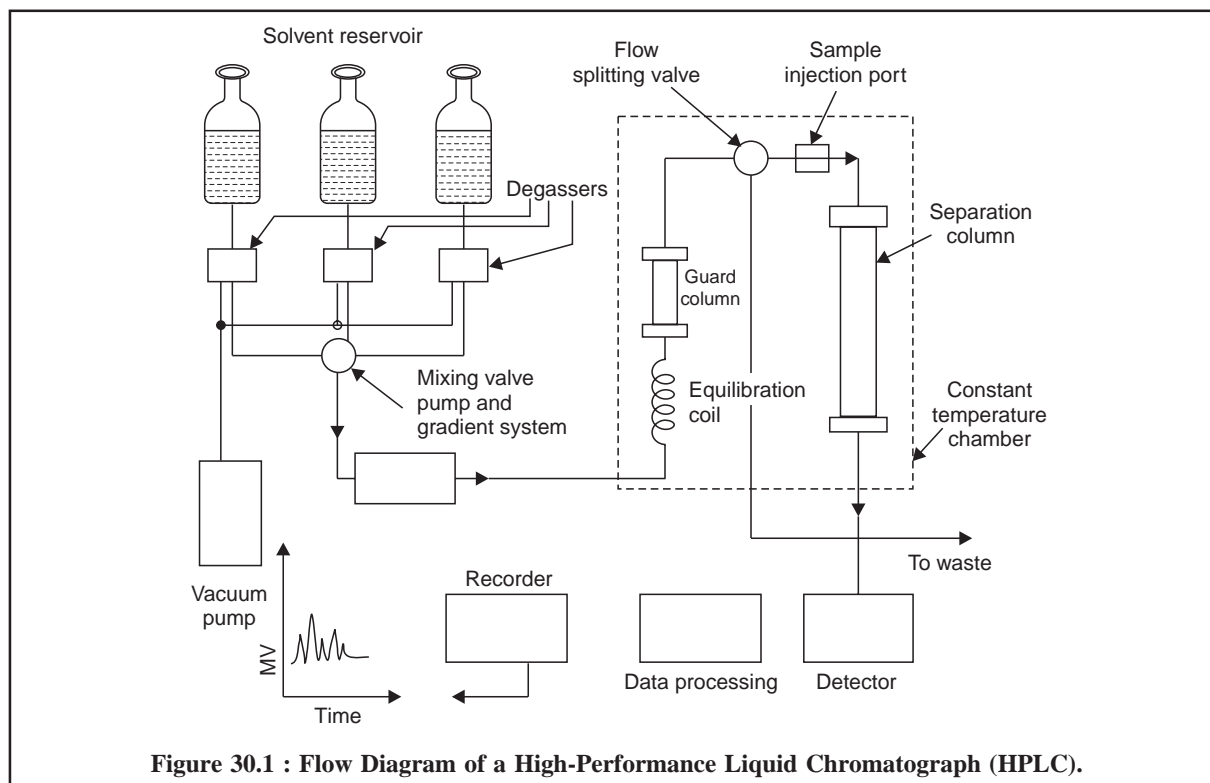 Solvent reservoir
Flow
splitting valve
Sample
injection port
Degassers
Separation
column
Guard
column
Mixing valve
pump and
gradient system
Equilibration
coil
Constant
temperature
chamber
To waste
Vacuum
pump
Recorder
MV
Time
Data processing
Detector
Figure 30.1 : Flow Diagram of a High-Performance Liquid Chromatograph (HPLC).